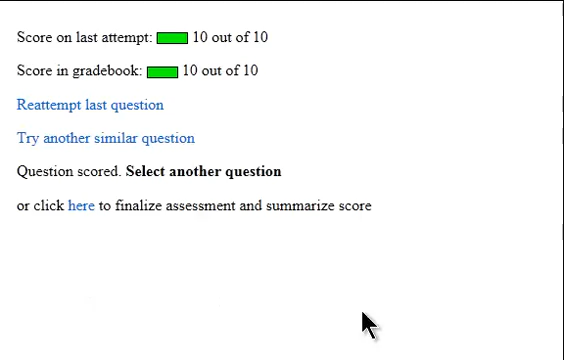 Score on last attempt: 10 out of 10
Score in gradebook: 10 out of 10
Reattempt last question
Try another similar question
Question scored. Select another question
or click here to finalize assessment and summarize score